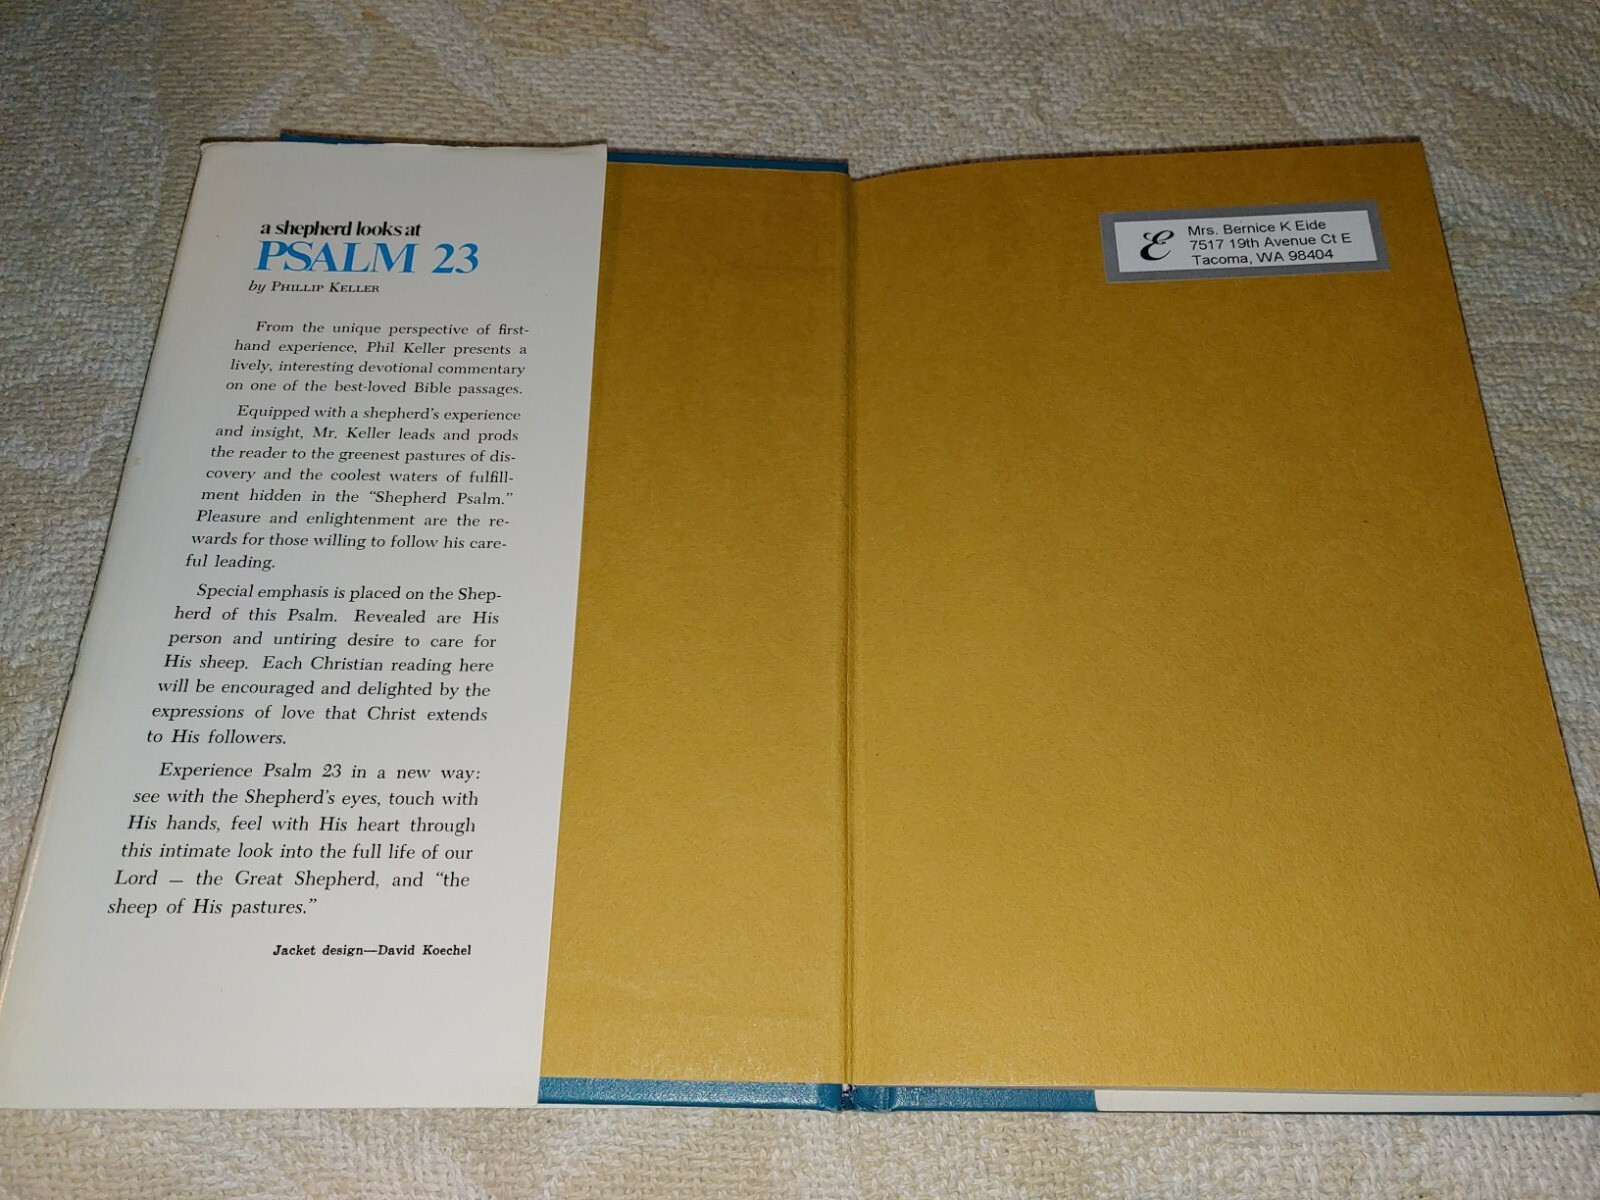 a shepherd looks at
PSALM 23
by PHILLIP KELLER
From the unique perspective of first-
hand experience, Phil Keller presents a
lively, interesting devotional commentary
on one of the best-loved Bible passages.
Equipped with a shepherd's experience
and insight, Mr. Keller leads and prods
the reader to the greenest pastures of dis-
covery and the coolest waters of fulfill-
ment hidden in the “Shepherd Psalm.”
Pleasure and enlightenment are the re-
wards for those willing to follow his care-
ful leading.
Special emphasis is placed on the Shep-
herd of this Psalm. Revealed are His
person and untiring desire to care for
His sheep. Each Christian reading here
will be encouraged and delighted by the
expressions of love that Christ extends
to His followers.
Experience Psalm 23 in a new way:
see with the Shepherd's eyes, touch with
His hands, feel with His heart through
this intimate look into the full life of our
Lord — the Great Shepherd, and “the
sheep of His pastures.”
Jacket design—David Koechel
E
Mrs. Bernice K Eide
7517 19th Avenue Ct E
Tacoma, WA 98404